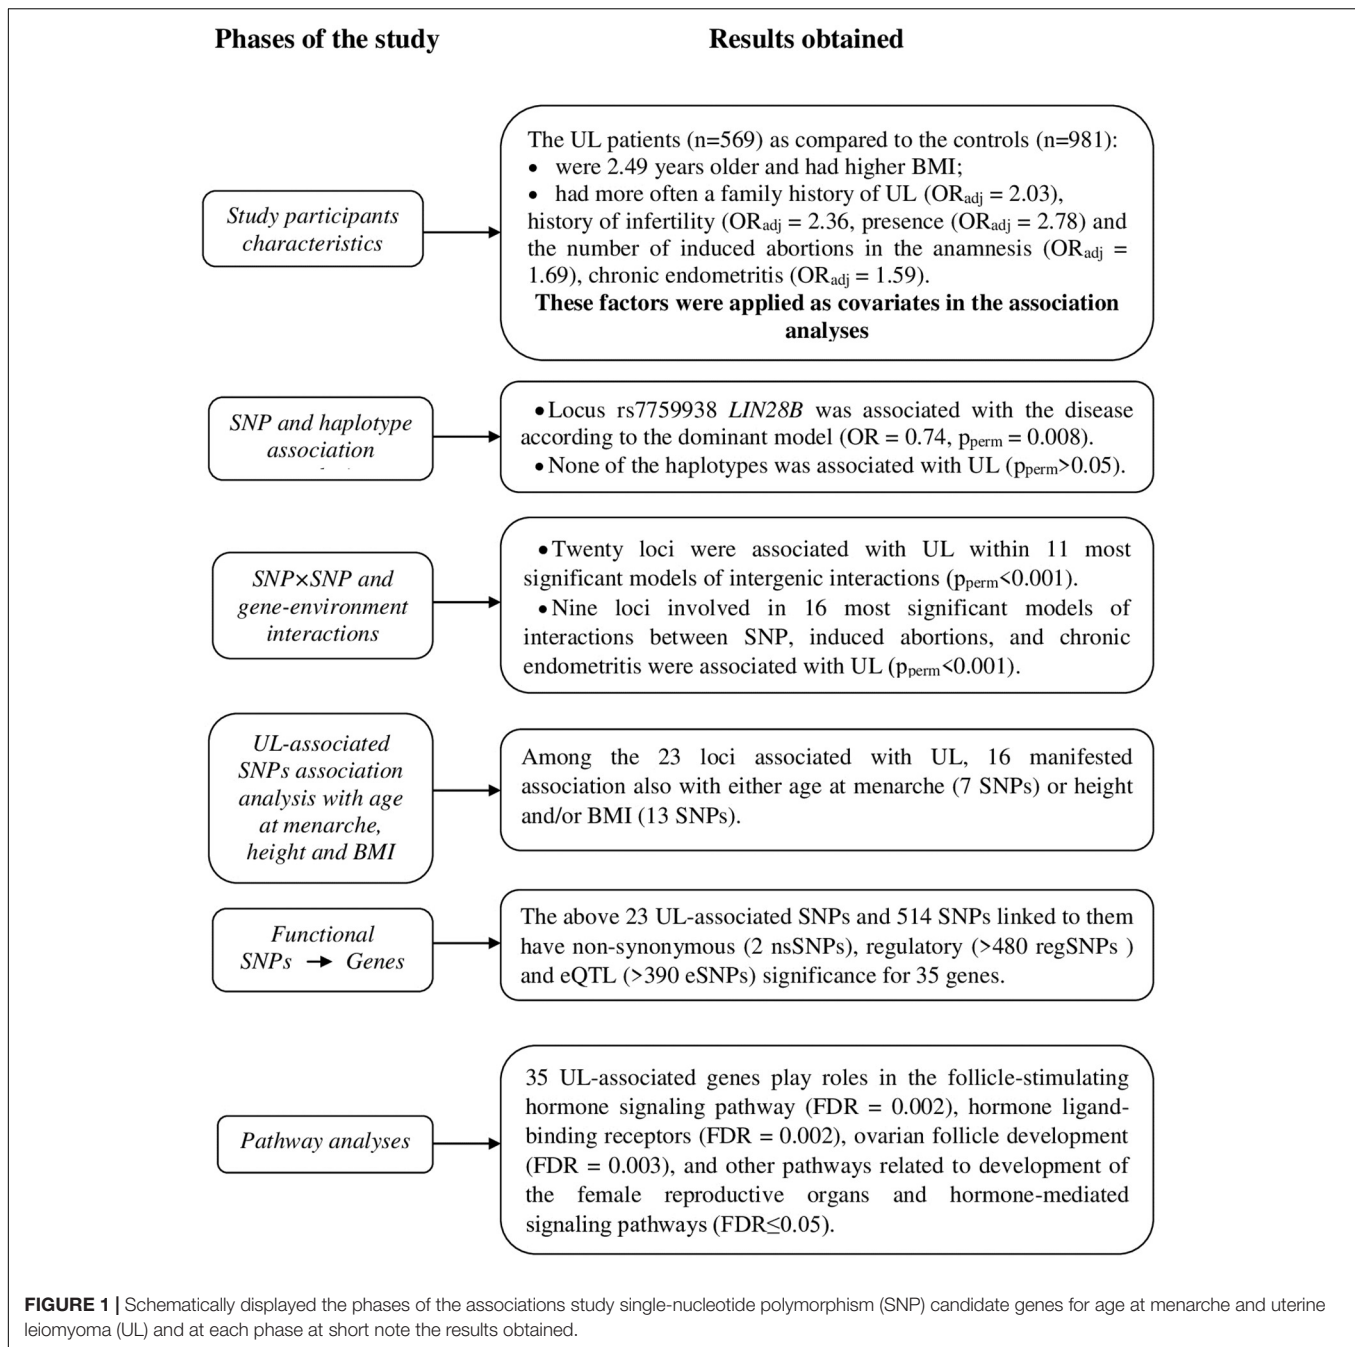 Phases of the study
Results obtained
Study participants
characteristics
The UL patients (n=569) as compared to the controls (n=981):
• were 2.49 years older and had higher BMI;
• had more often a family history of UL (ORadj = 2.03),
history of infertility (ORadj = 2.36, presence (ORadj = 2.78) and
the number of induced abortions in the anamnesis (ORadj =
1.69), chronic endometritis (ORadj = 1.59).
These factors were applied as covariates in the association
analyses
SNP and haplotype
association
•Locus rs7759938 LIN28B was associated with the disease
according to the dominant model (OR = 0.74, pperm = 0.008).
•None of the haplotypes was associated with UL (pperm>0.05).
SNP×SNP and
gene-environment
interactions
•Twenty loci were associated with UL within 11 most
significant models of intergenic interactions (pperm<0.001).
•Nine loci involved in 16 most significant models of
interactions between SNP, induced abortions, and chronic
endometritis were associated with UL (pperm<0.001).
UL-associated
SNPs association
analysis with age
at menarche,
height and BMI
Among the 23 loci associated with UL, 16 manifested
association also with either age at menarche (7 SNPs) or height
and/or BMI (13 SNPs).
Functional
SNPs → Genes
The above 23 UL-associated SNPs and 514 SNPs linked to them
have non-synonymous (2 nsSNPs), regulatory (>480 regSNPs )
and eQTL (>390 eSNPs) significance for 35 genes.
Pathway analyses
35 UL-associated genes play roles in the follicle-stimulating
hormone signaling pathway (FDR = 0.002), hormone ligand-
binding receptors (FDR = 0.002), ovarian follicle development
(FDR = 0.003), and other pathways related to development of
the female reproductive organs and hormone-mediated
signaling pathways (FDR≤0.05).
FIGURE 1 | Schematically displayed the phases of the associations study single-nucleotide polymorphism (SNP) candidate genes for age at menarche and uterine
leiomyoma (UL) and at each phase at short note the results obtained.